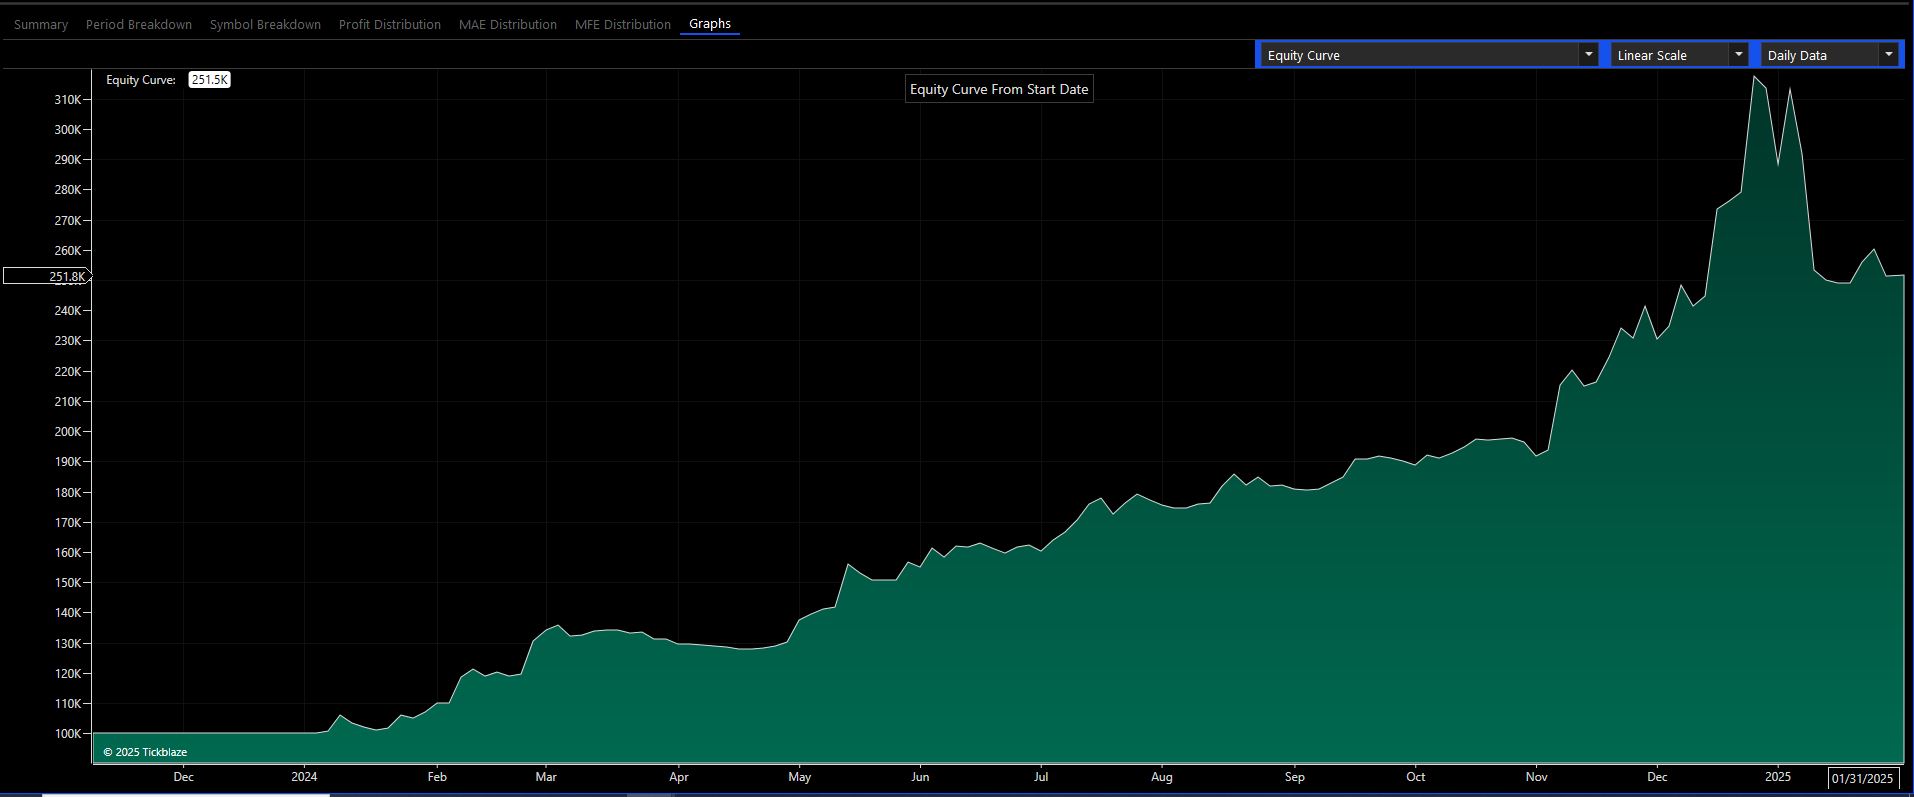 Summary Period Breakdown Symbol Breakdown Profit Distribution MAE Distribution MFE Distribution Graphs
Equity Curve Linear Scale Daily Data
Equity Curve: 251.5K
Equity Curve From Start Date
310K
300K
290K
280K
270K
260K
251.8K
240K
230K
220K
210K
200K
190K
180K
170K
160K
150K
140K
130K
120K
110K
100K
© 2025 Tickblaze
Dec 2024 Feb Mar Apr May Jun Jul Aug Sep Oct Nov Dec 2025 01/31/2025